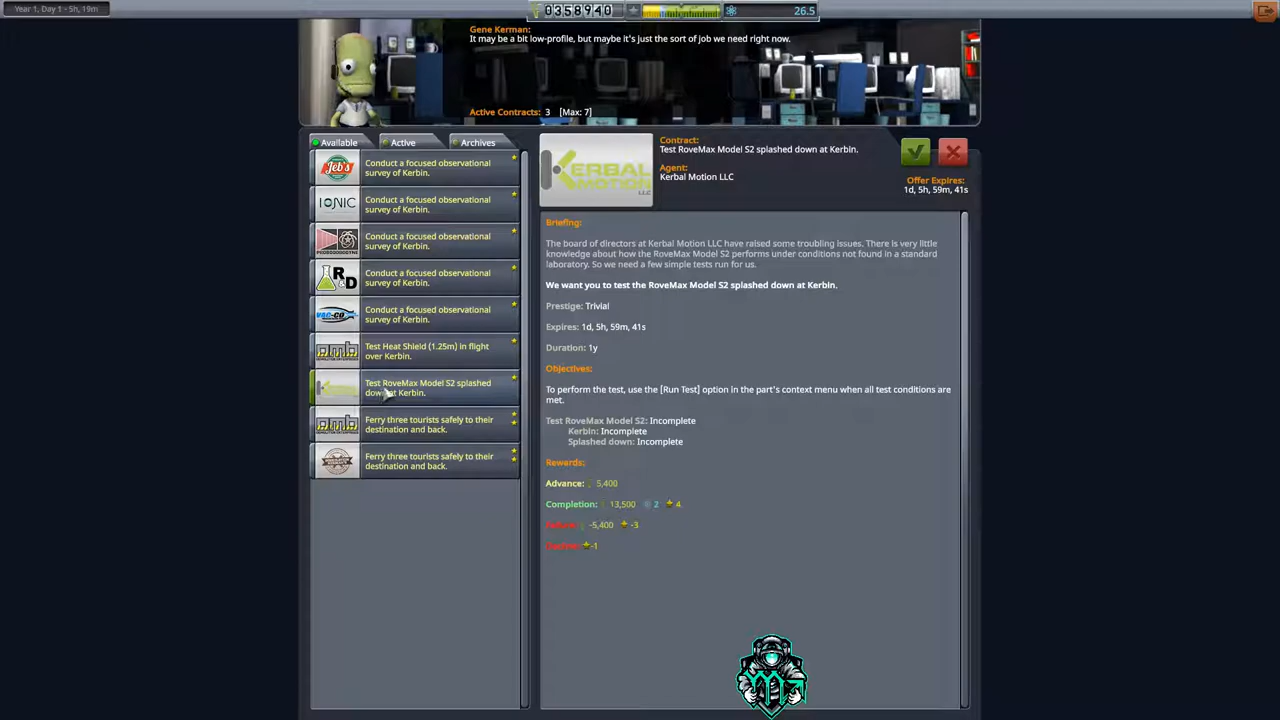 Year 1, Day 1 - 5h, 19m
0358940
26.5
Gene Kerman:
It may be a bit low-profile, but maybe it's just the sort of job we need right now.
Active Contracts: 3 [Max: 7]
Available
Active
Archives
Jeb's
Conduct a focused observational
survey of Kerbin.
IONIC
Conduct a focused observational
survey of Kerbin.
Conduct a focused observational
survey of Kerbin.
R&D
Conduct a focused observational
survey of Kerbin.
VAC-CO
Conduct a focused observational
survey of Kerbin.
Test Heat Shield (1.25m) in flight
over Kerbin.
Test RoveMax Model S2 splashed
down at Kerbin.
Ferry three tourists safely to their
destination and back.
Ferry three tourists safely to their
destination and back.
KERBAL
MOTION
LLC
Contract:
Test RoveMax Model S2 splashed down at Kerbin.
Agent:
Kerbal Motion LLC
Offer Expires:
1d, 5h, 59m, 41s
Briefing:
The board of directors at Kerbal Motion LLC have raised some troubling issues. There is very little
knowledge about how the RoveMax Model S2 performs under conditions not found in a standard
laboratory. So we need a few simple tests run for us.
We want you to test the RoveMax Model S2 splashed down at Kerbin.
Prestige: Trivial
Expires: 1d, 5h, 59m, 41s
Duration: 1y
Objectives:
To perform the test, use the [Run Test] option in the part's context menu when all test conditions are
met.
Test RoveMax Model S2: Incomplete
Kerbin: Incomplete
Splashed down: Incomplete
Rewards:
Advance: 5,400
Completion: 13,500 2 4
Failure: -5,400 -3
Decline: -1